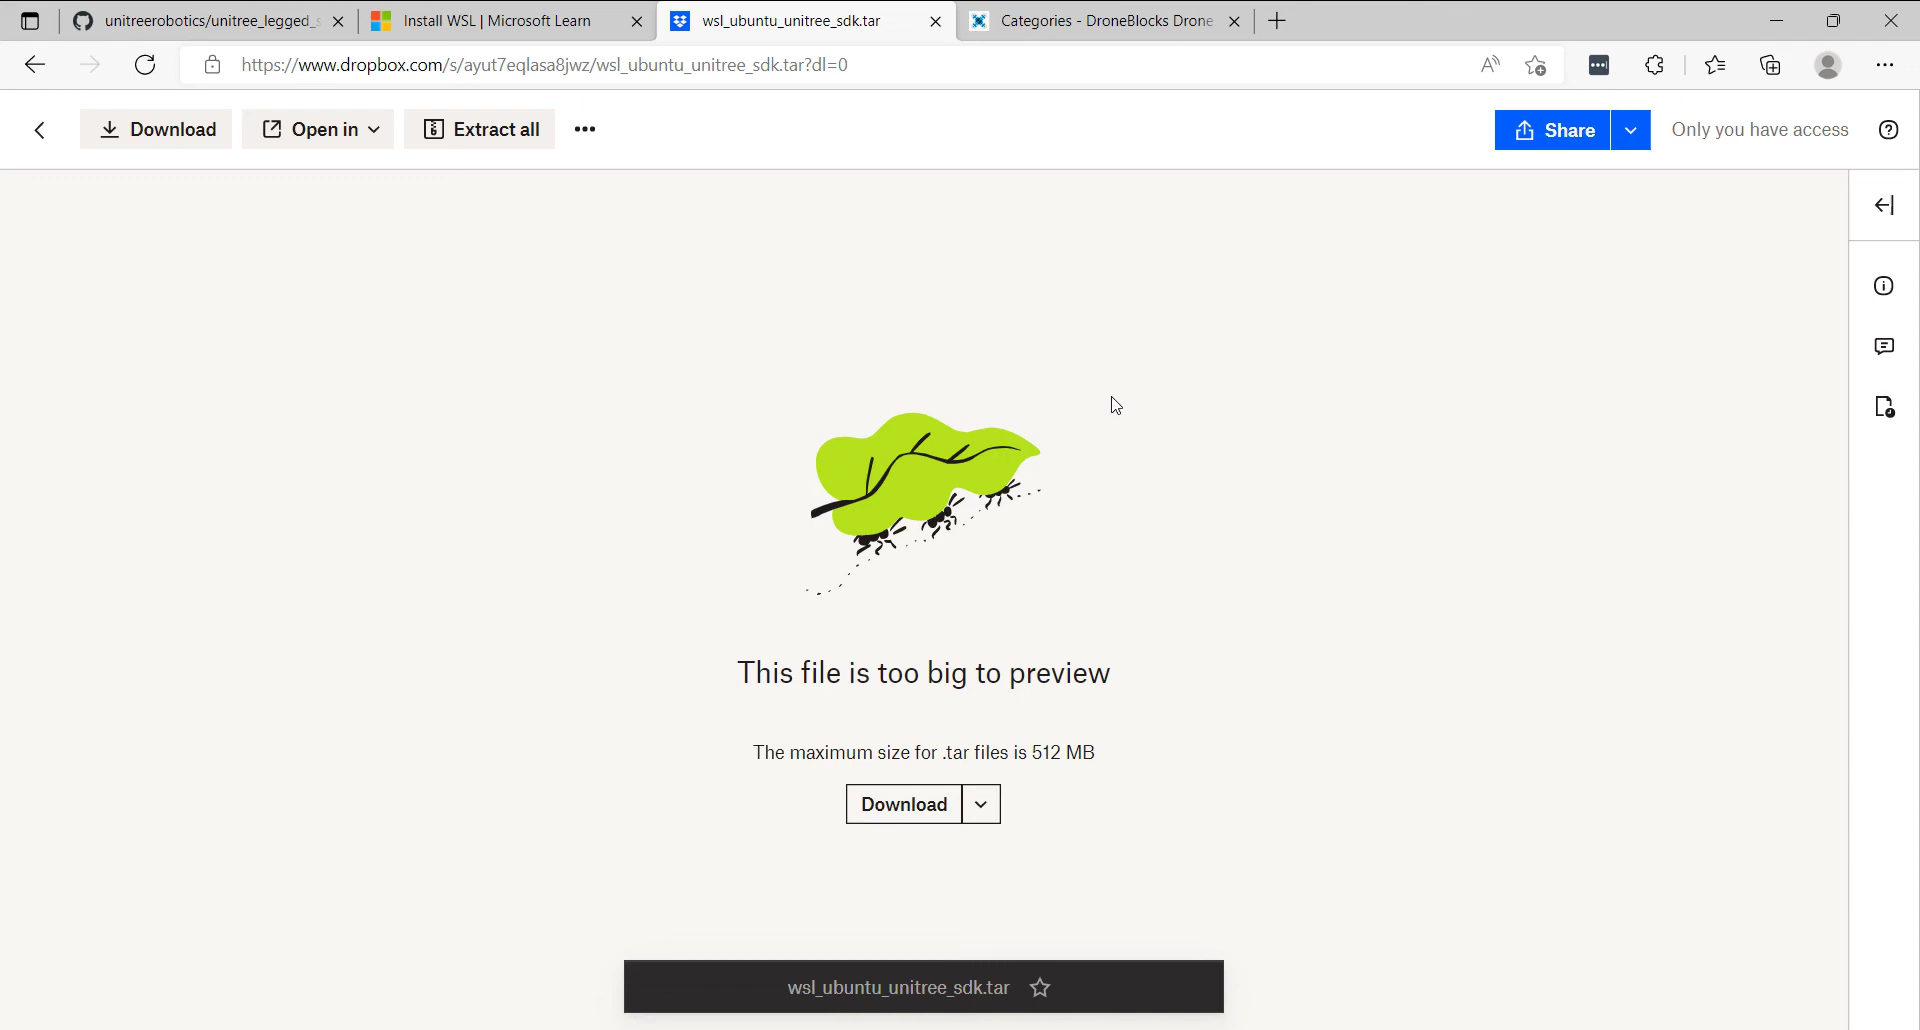 unitreerobotics/unitree_legged_s
Install WSL | Microsoft Learn
wsl_ubuntu_unitree_sdk.tar
Categories - DroneBlocks Drone
https://www.dropbox.com/s/ayut7eqlasa8jwz/wsl_ubuntu_unitree_sdk.tar?dl=0
Download
Open in
Extract all
Share
Only you have access
This file is too big to preview
The maximum size for .tar files is 512 MB
Download
wsl_ubuntu_unitree_sdk.tar